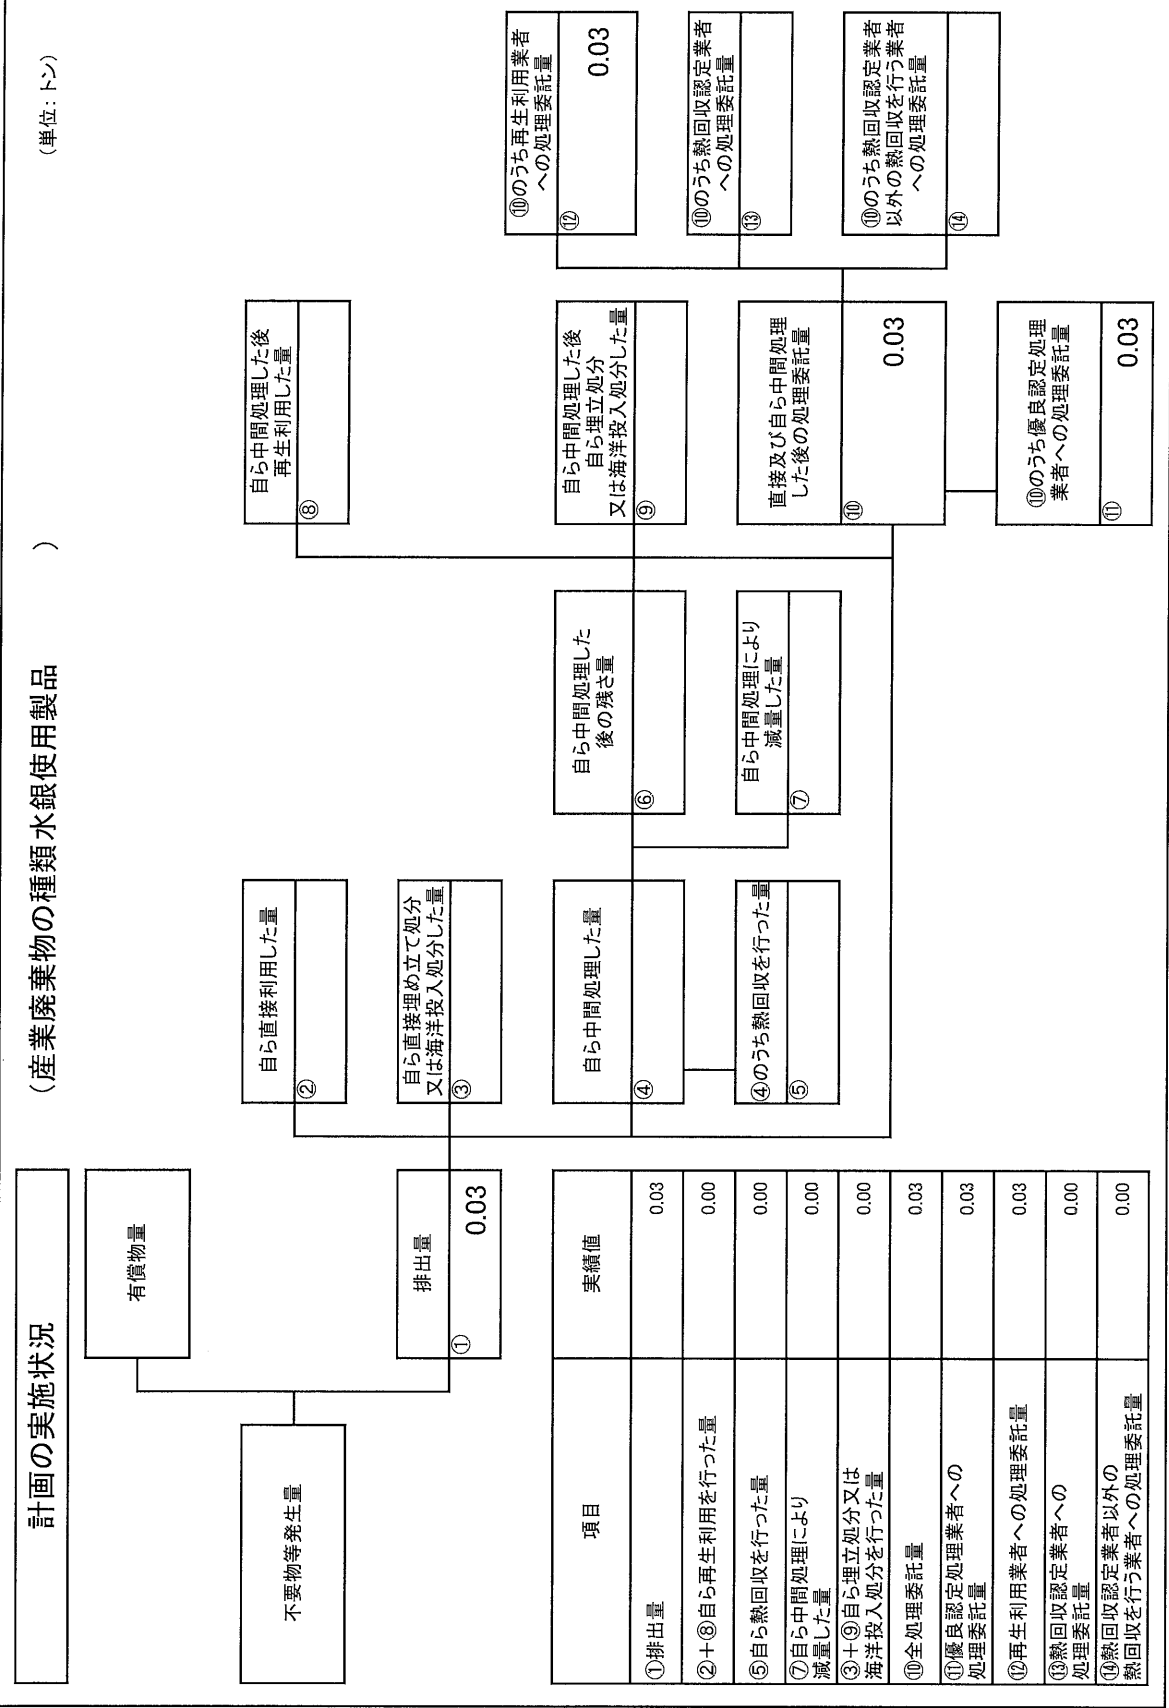 計画の実施状況
（産業廃棄物の種類 水銀使用製品　　　　）
（単位：トン）
不要物等発生量
有償物量
排出量
①
0.03
自ら直接利用した量
②
自ら直接埋め立て処分
又は海洋投入処分した量
③
自ら中間処理した量
④
④のうち熱回収を行った量
⑤
自ら中間処理した
後の残さ量
⑥
自ら中間処理により
減量した量
⑦
自ら中間処理した後
再生利用した量
⑧
自ら中間処理した後
自ら埋立処分
又は海洋投入処分した量
⑨
直接及び自ら中間処理
した後の処理委託量
⑩
0.03
⑩のうち優良認定処理
業者への処理委託量
⑪
0.03
⑩のうち再生利用業者
への処理委託量
⑫
0.03
⑩のうち熱回収認定業者
への処理委託量
⑬
⑩のうち熱回収認定業者
以外の熱回収を行う業者
への処理委託量
⑭
項目
実績値
①排出量
0.03
②＋⑧自ら再生利用を行った量
0.00
⑤自ら熱回収を行った量
0.00
⑦自ら中間処理により
減量した量
0.00
③＋⑨自ら埋立処分又は
海洋投入処分を行った量
0.00
⑩全処理委託量
0.03
⑪優良認定処理業者への
処理委託量
0.03
⑫再生利用業者への処理委託量
0.03
⑬熱回収認定業者への
処理委託量
0.00
⑭熱回収認定業者以外の
熱回収を行う業者への処理委託量
0.00